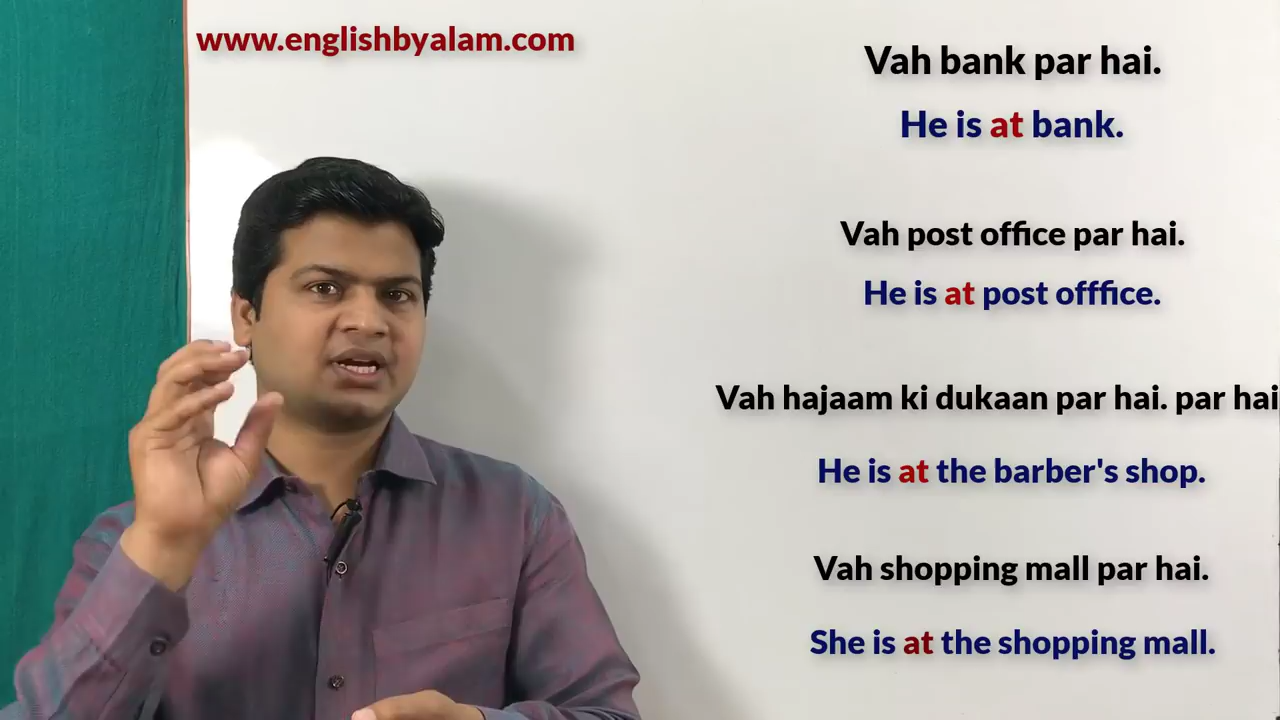 www.englishbyalam.com
Vah bank par hai.
He is at bank.
Vah post office par hai.
He is at post offfice.
Vah hajaam ki dukaan par hai. par hai
He is at the barber's shop.
Vah shopping mall par hai.
She is at the shopping mall.